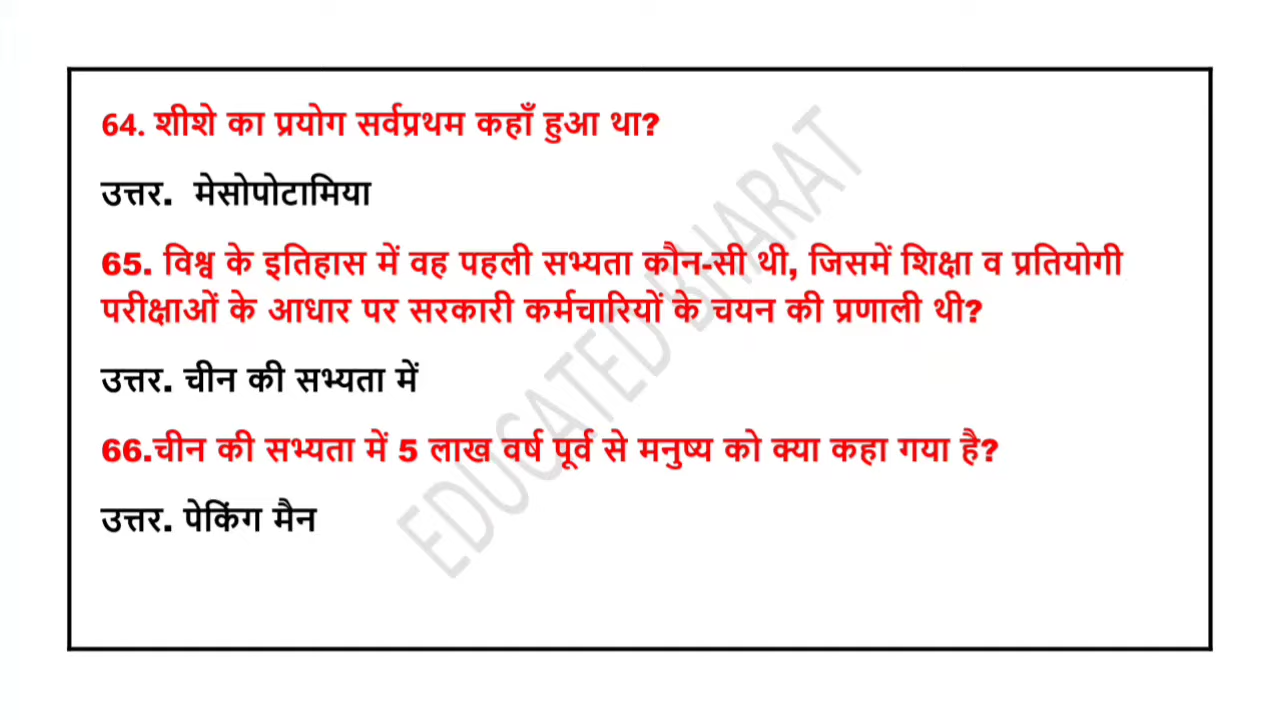 64. शीशे का प्रयोग सर्वप्रथम कहाँ हुआ था?
उत्तर. मेसोपोटामिया
65. विश्व के इतिहास में वह पहली सभ्यता कौन-सी थी, जिसमें शिक्षा व प्रतियोगी
परीक्षाओं के आधार पर सरकारी कर्मचारियों के चयन की प्रणाली थी?
उत्तर. चीन की सभ्यता में
66.चीन की सभ्यता में 5 लाख वर्ष पूर्व से मनुष्य को क्या कहा गया है?
उत्तर. पेकिंग मैन
EDUCATED BHARAT